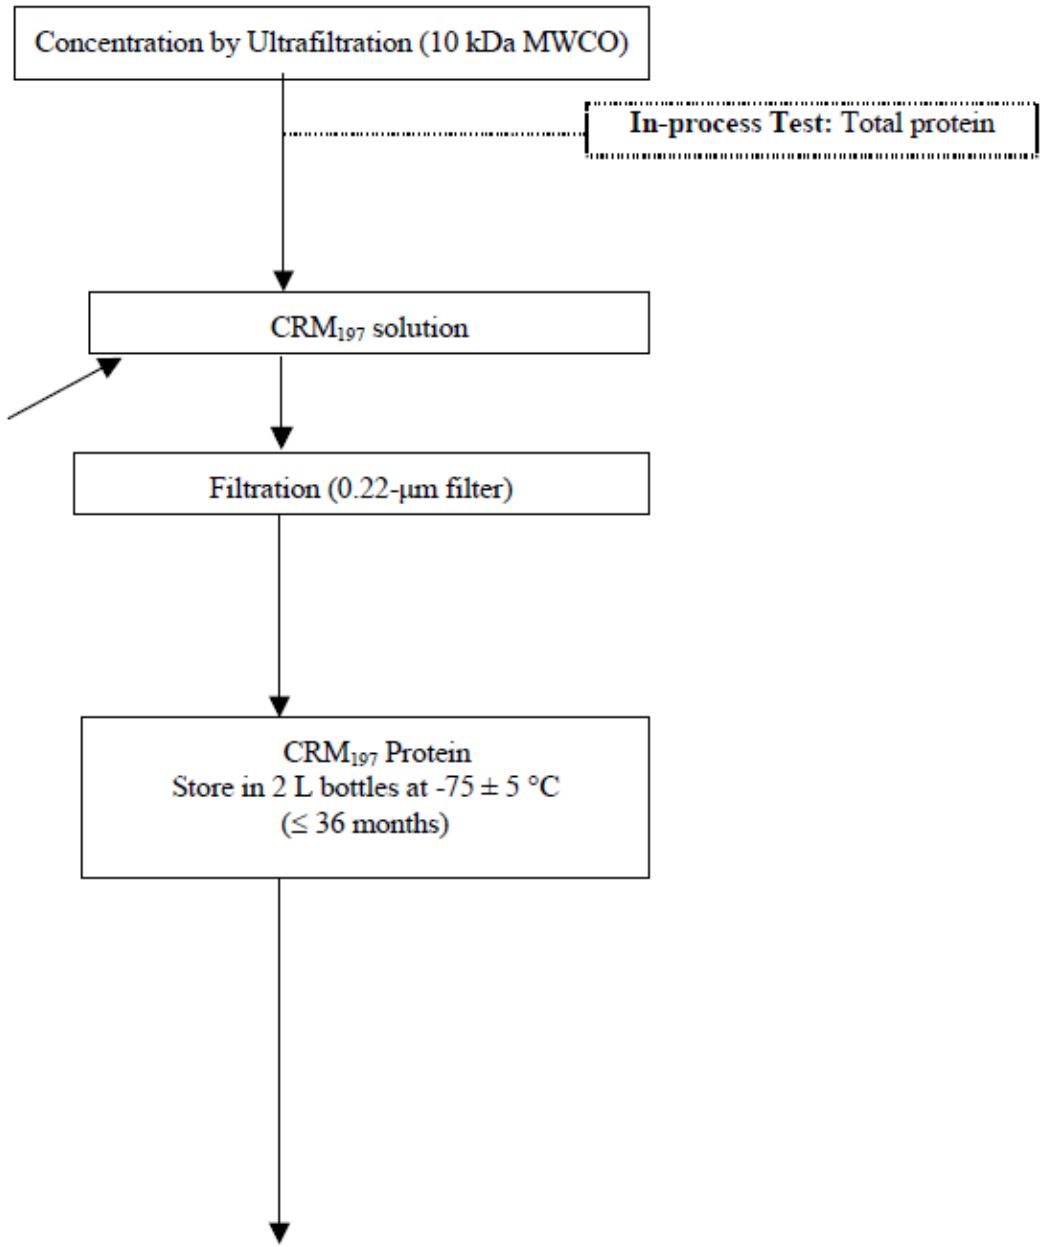 Concentration by Ultrafiltration (10 kDa MWCO)
In-process Test: Total protein
CRM₁₉₇ solution
Filtration (0.22-μm filter)
CRM₁₉₇ Protein
Store in 2 L bottles at -75 ± 5 °C
(≤ 36 months)